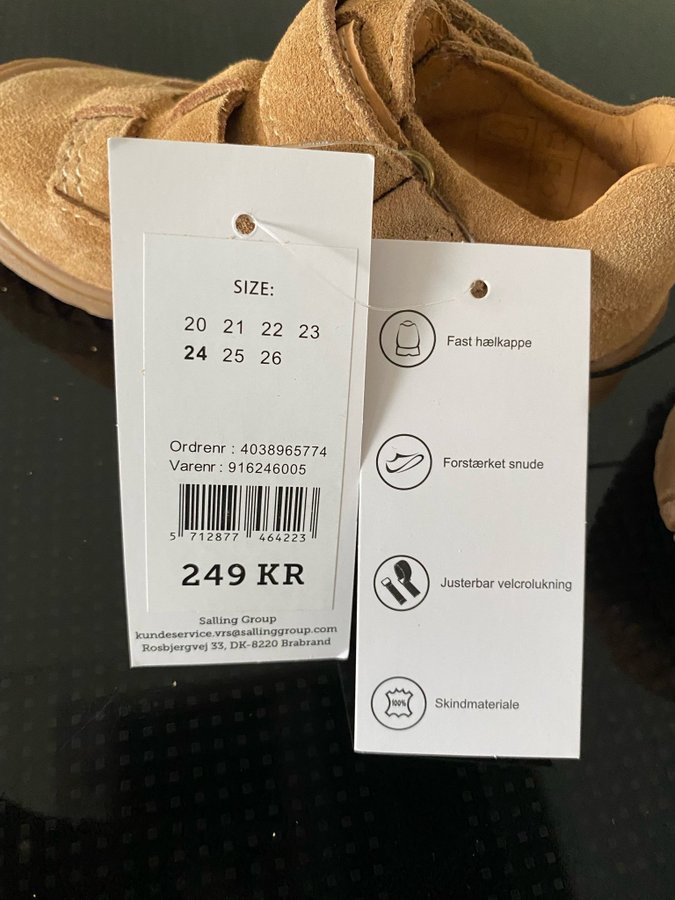 SIZE:
20 21 22 23
24 25 26
Ordrenr : 4038965774
Varenr : 916246005
5 712877 464223
249 KR
Salling Group
kundeservice.vrs@sallinggroup.com
Rosbjergvej 33, DK-8220 Brabrand
Fast hælkappe
Forstærket snude
Justerbar velcrolukning
100%
Skindmateriale